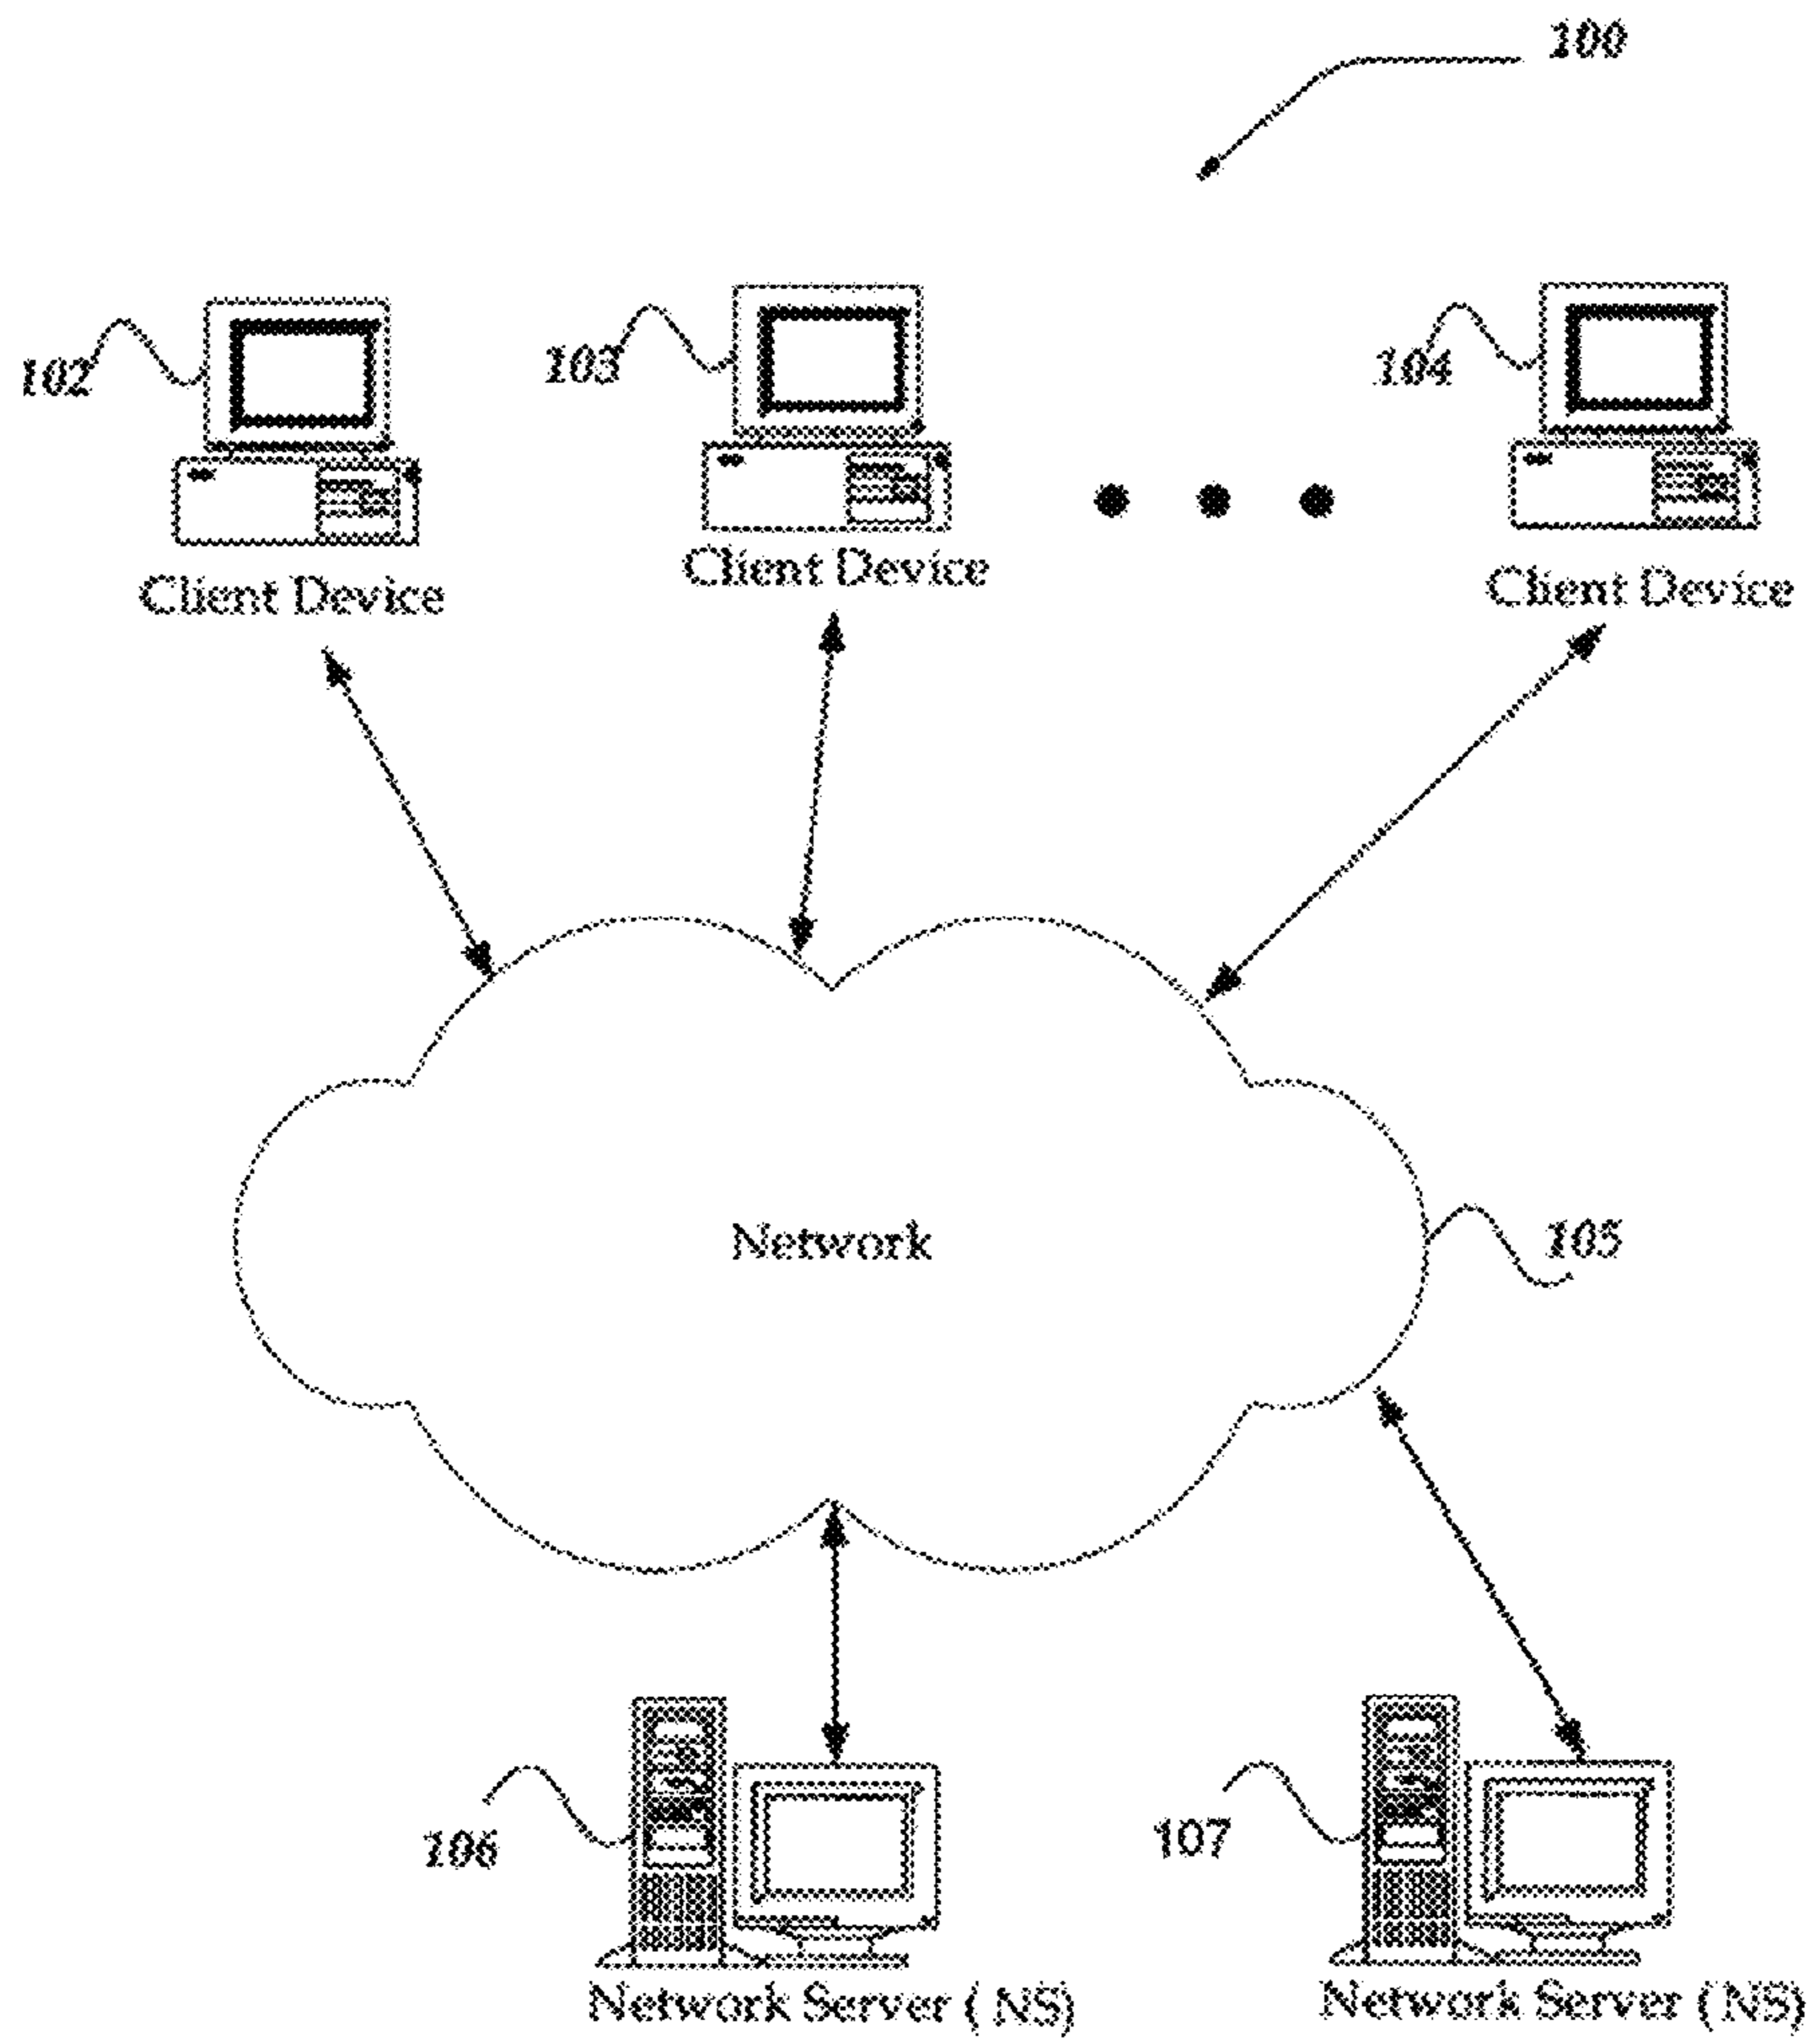 100
102
103
104
Client Device
Client Device
Client Device
Network
105
106
107
Network Server ( NS)
Network Server ( NS)